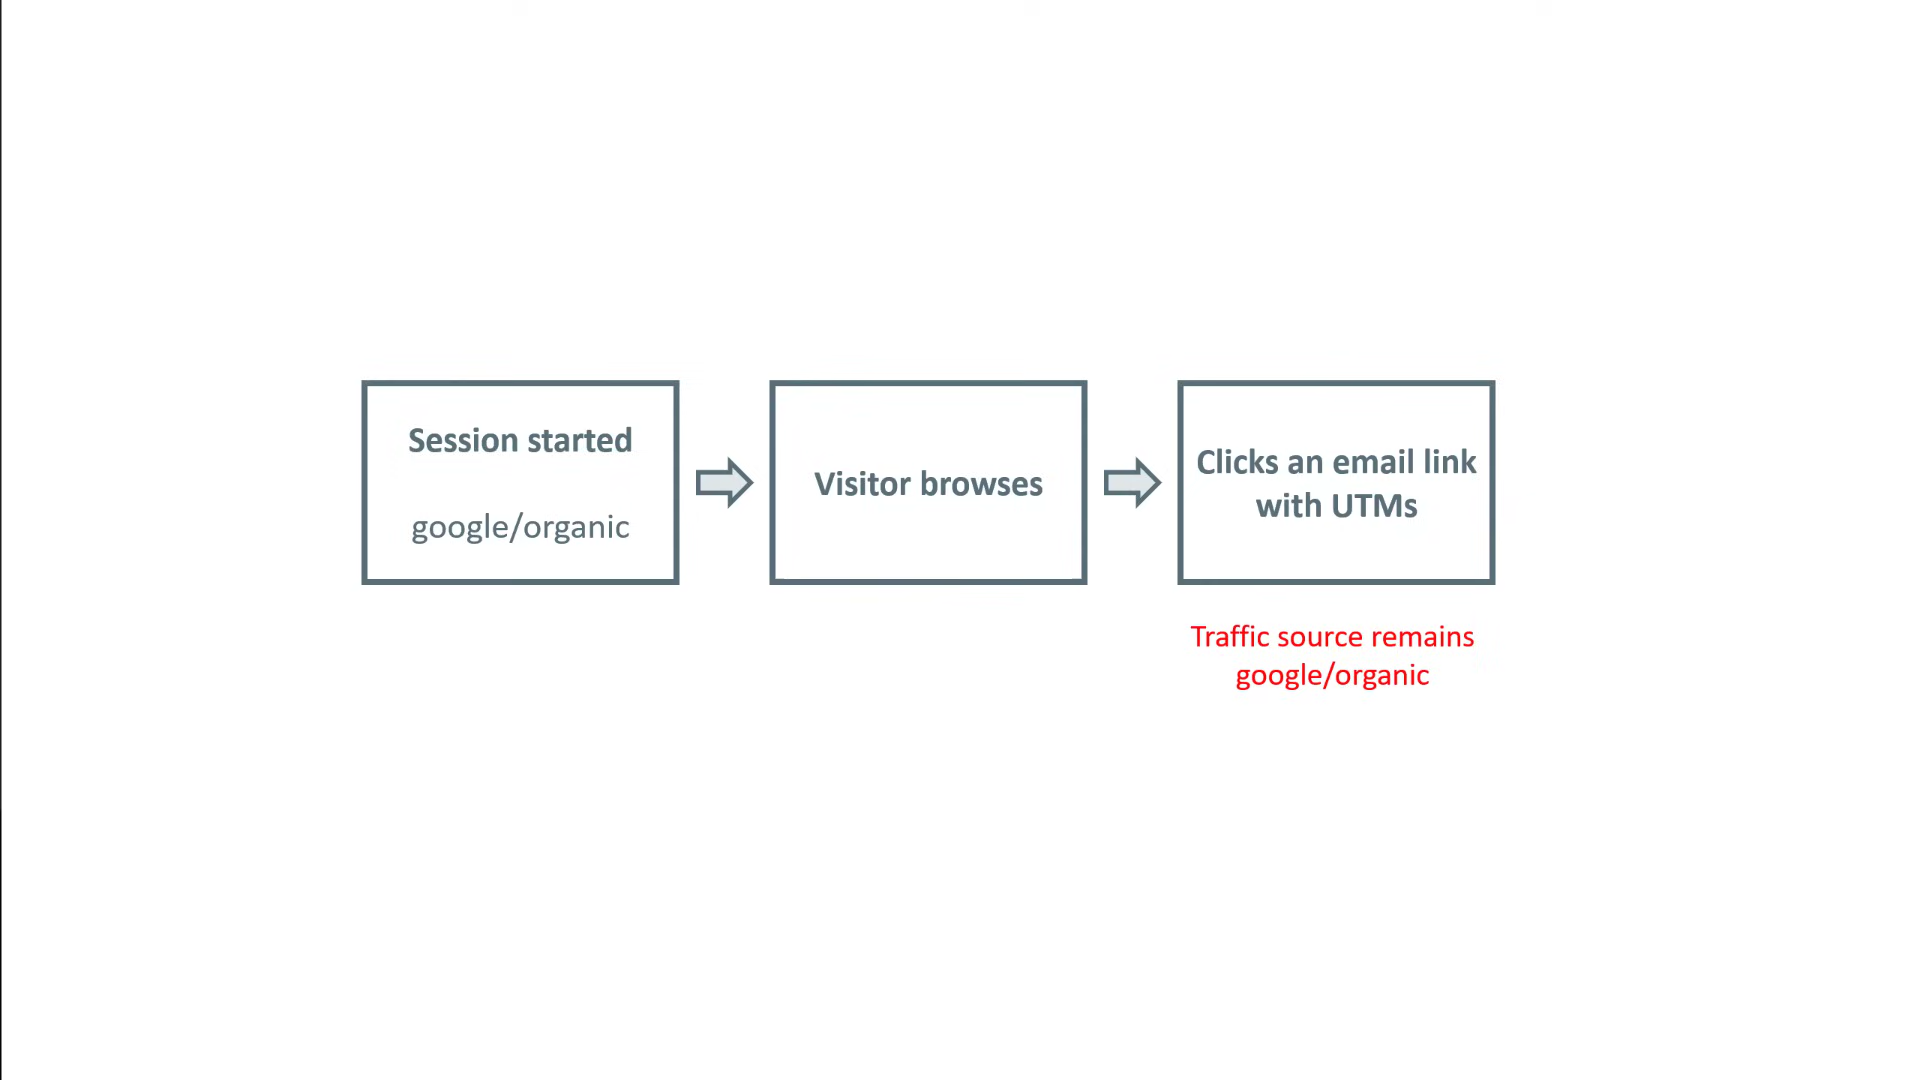 Session started
google/organic
Visitor browses
Clicks an email link
with UTMs
Traffic source remains
google/organic